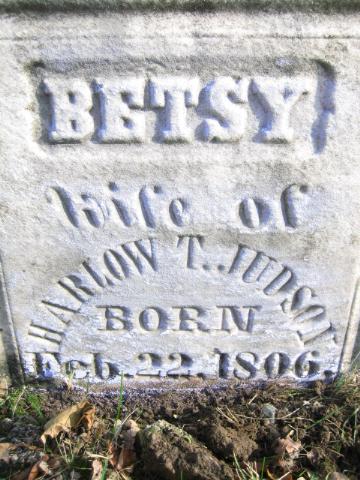 BETSY
Wife of
HARLOW T. JUDSON
BORN
Feb. 22. 1806.